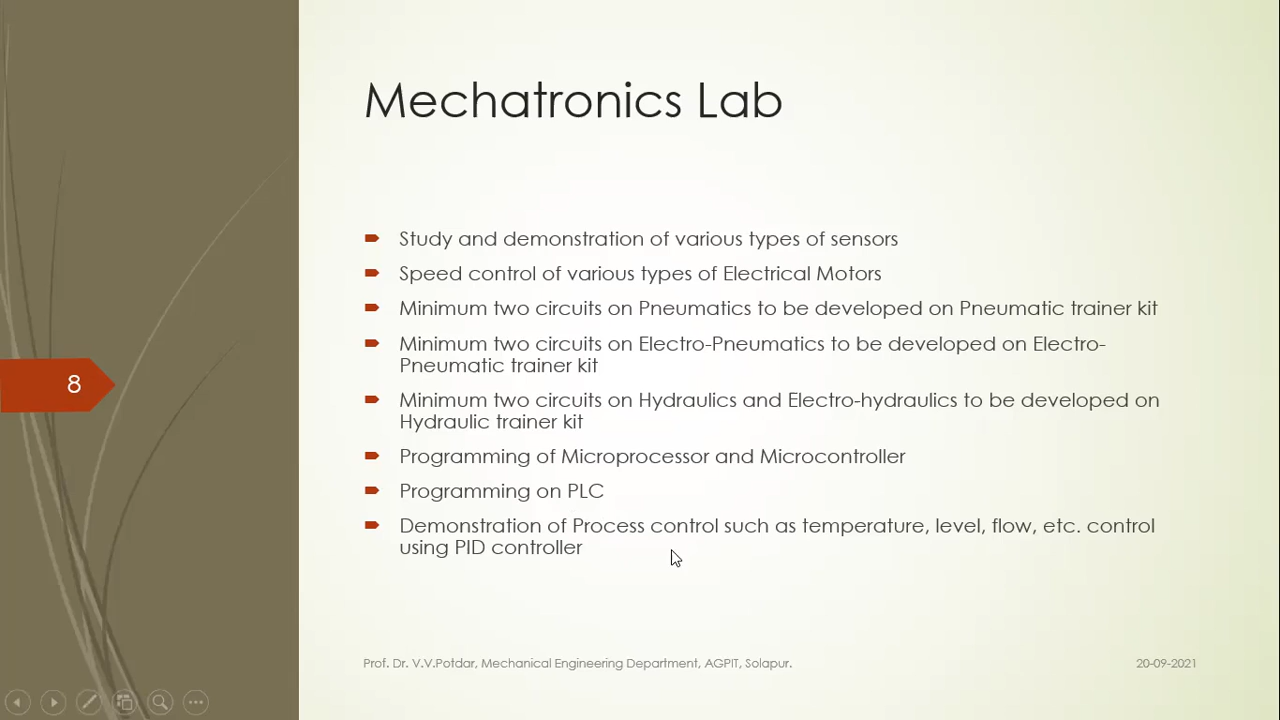 Mechatronics Lab
Study and demonstration of various types of sensors
Speed control of various types of Electrical Motors
Minimum two circuits on Pneumatics to be developed on Pneumatic trainer kit
Minimum two circuits on Electro-Pneumatics to be developed on Electro-
Pneumatic trainer kit
8
Minimum two circuits on Hydraulics and Electro-hydraulics to be developed on
Hydraulic trainer kit
Programming of Microprocessor and Microcontroller
Programming on PLC
Demonstration of Process control such as temperature, level, flow, etc. control
using PID controller
Prof. Dr. V.V.Potdar, Mechanical Engineering Department, AGPIT, Solapur.
20-09-2021